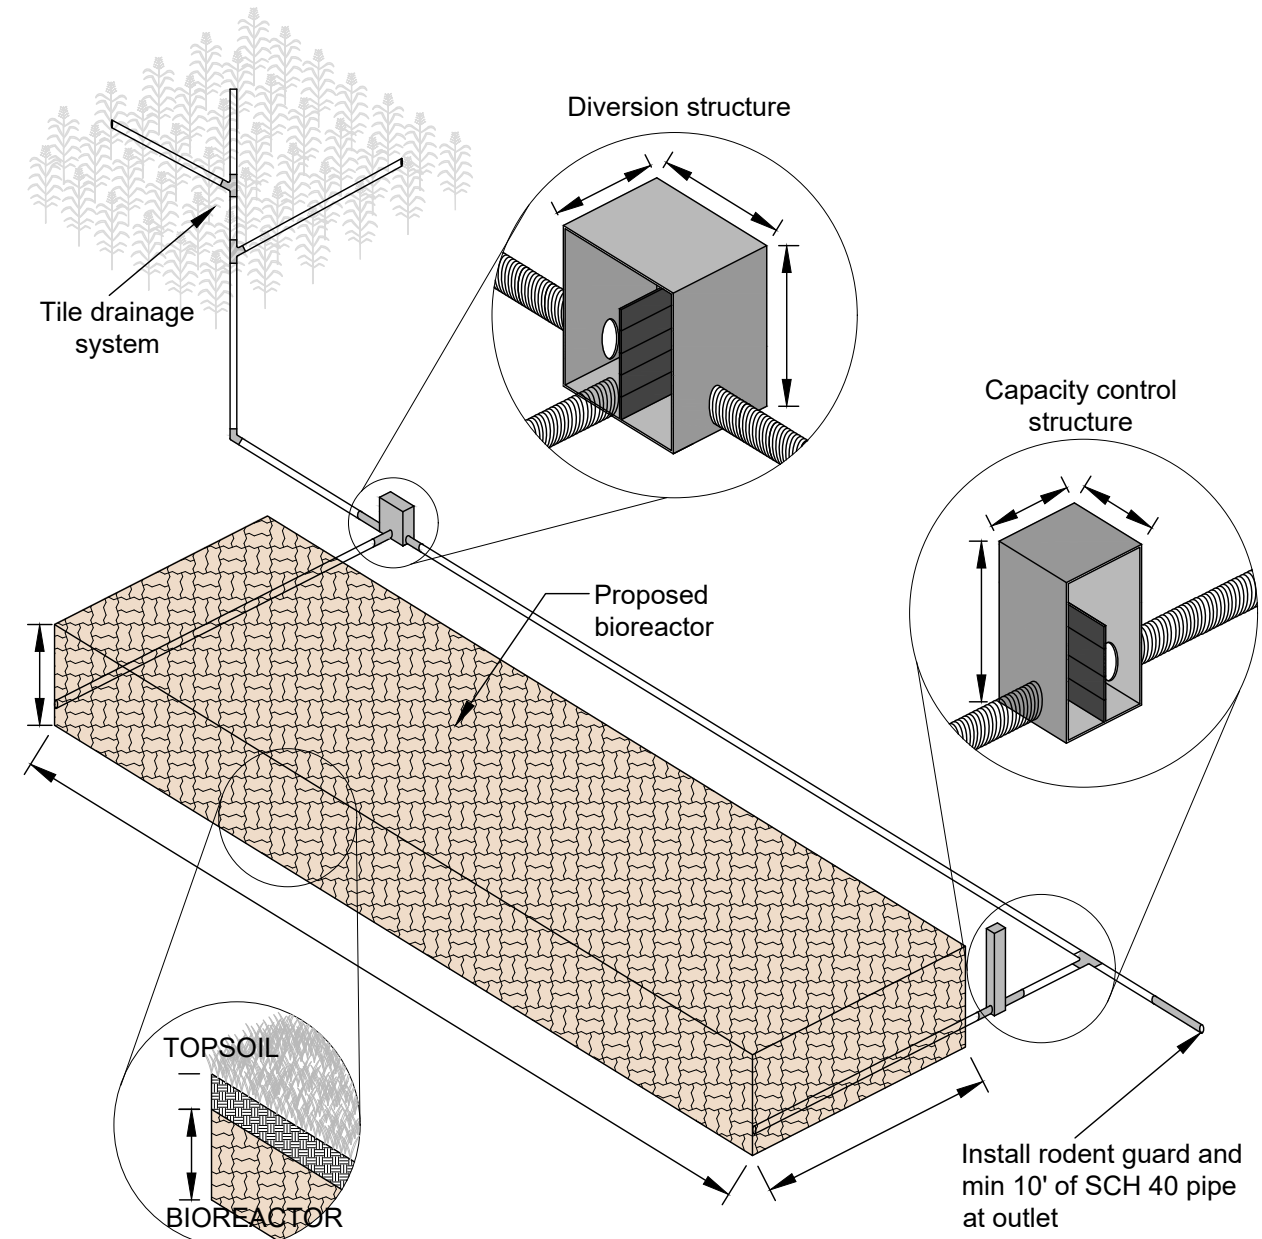 Diversion structure
Tile drainage
system
Capacity control
structure
Proposed
bioreactor
TOPSOIL
BIOREACTOR
Install rodent guard and
min 10' of SCH 40 pipe
at outlet